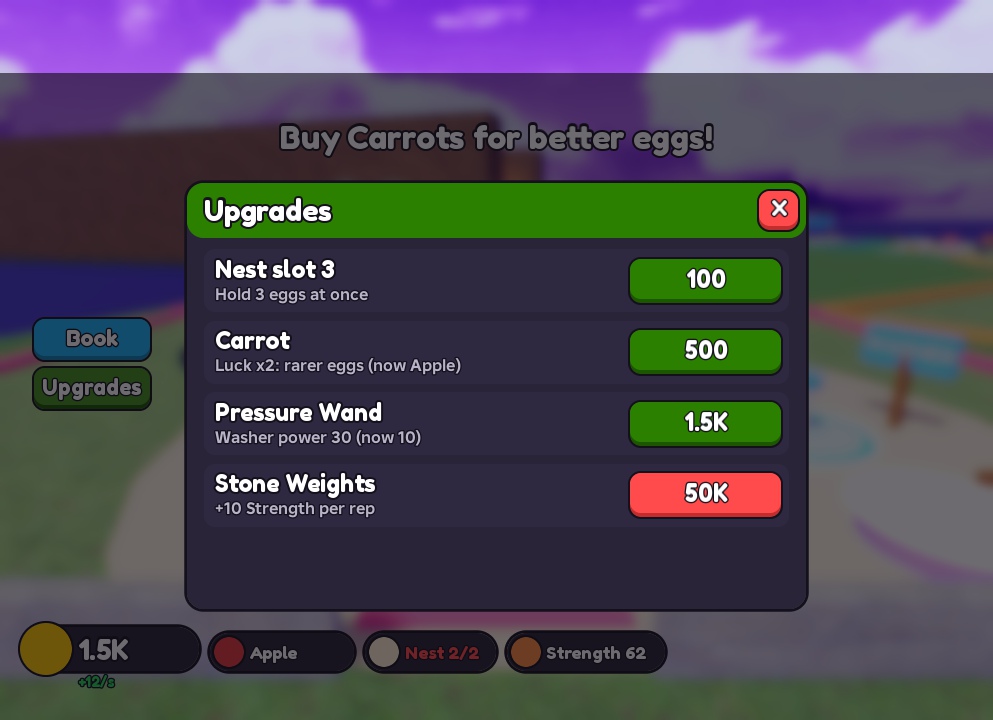 Buy Carrots for better eggs!
Upgrades
X
Nest slot 3
Hold 3 eggs at once
100
Carrot
Luck x2: rarer eggs (now Apple)
500
Pressure Wand
Washer power 30 (now 10)
1.5K
Stone Weights
+10 Strength per rep
50K
Book
Upgrades
1.5K
+12/s
Apple
Nest 2/2
Strength 62